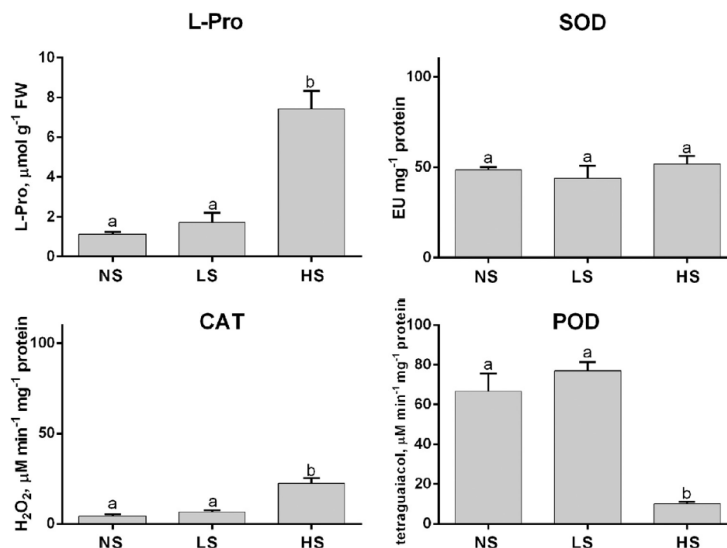 L-Pro
L-Pro, μmol g⁻¹ FW
10
8
6
4
2
0
a
a
b
NS
LS
HS
SOD
EU mg⁻¹ protein
100
50
0
a
a
a
NS
LS
HS
CAT
H₂O₂, μM min⁻¹ mg⁻¹ protein
100
50
0
a
a
b
NS
LS
HS
POD
tetraguaiacol, μM min⁻¹ mg⁻¹ protein
100
80
60
40
20
0
a
a
b
NS
LS
HS